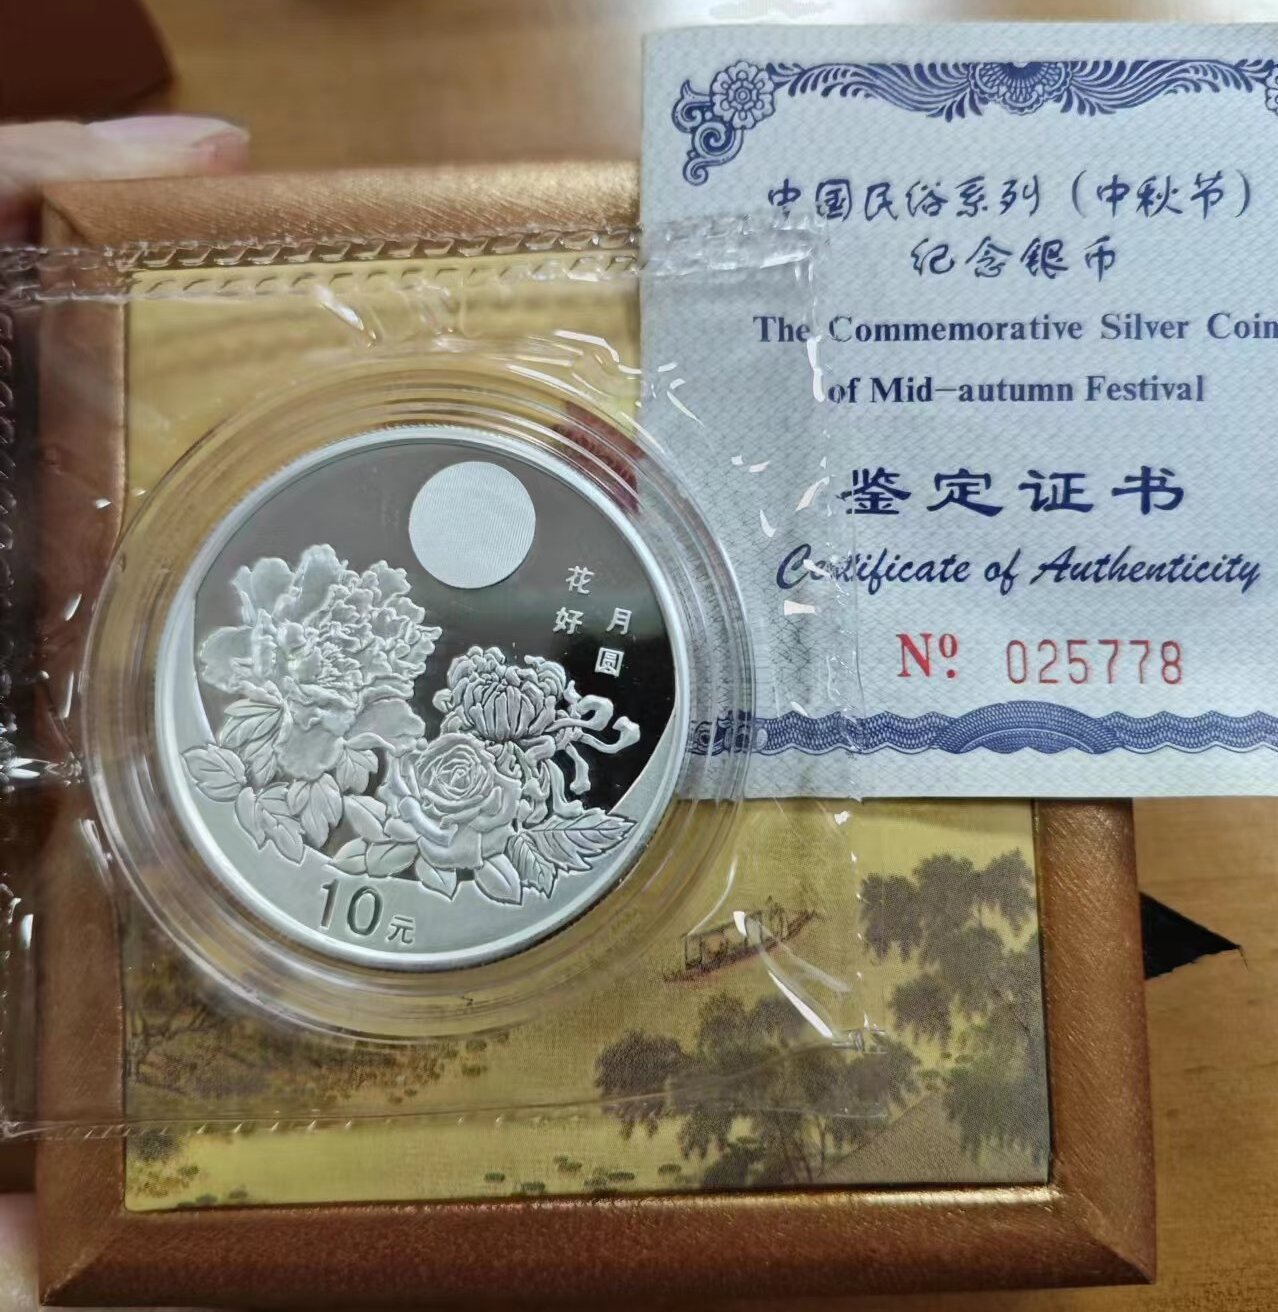 中国民俗系列（中秋节）
纪念银币
The Commemorative Silver Coin
of Mid-autumn Festival
鉴定证书
Certificate of Authenticity
Nº. 025778
花好
月圆
10元